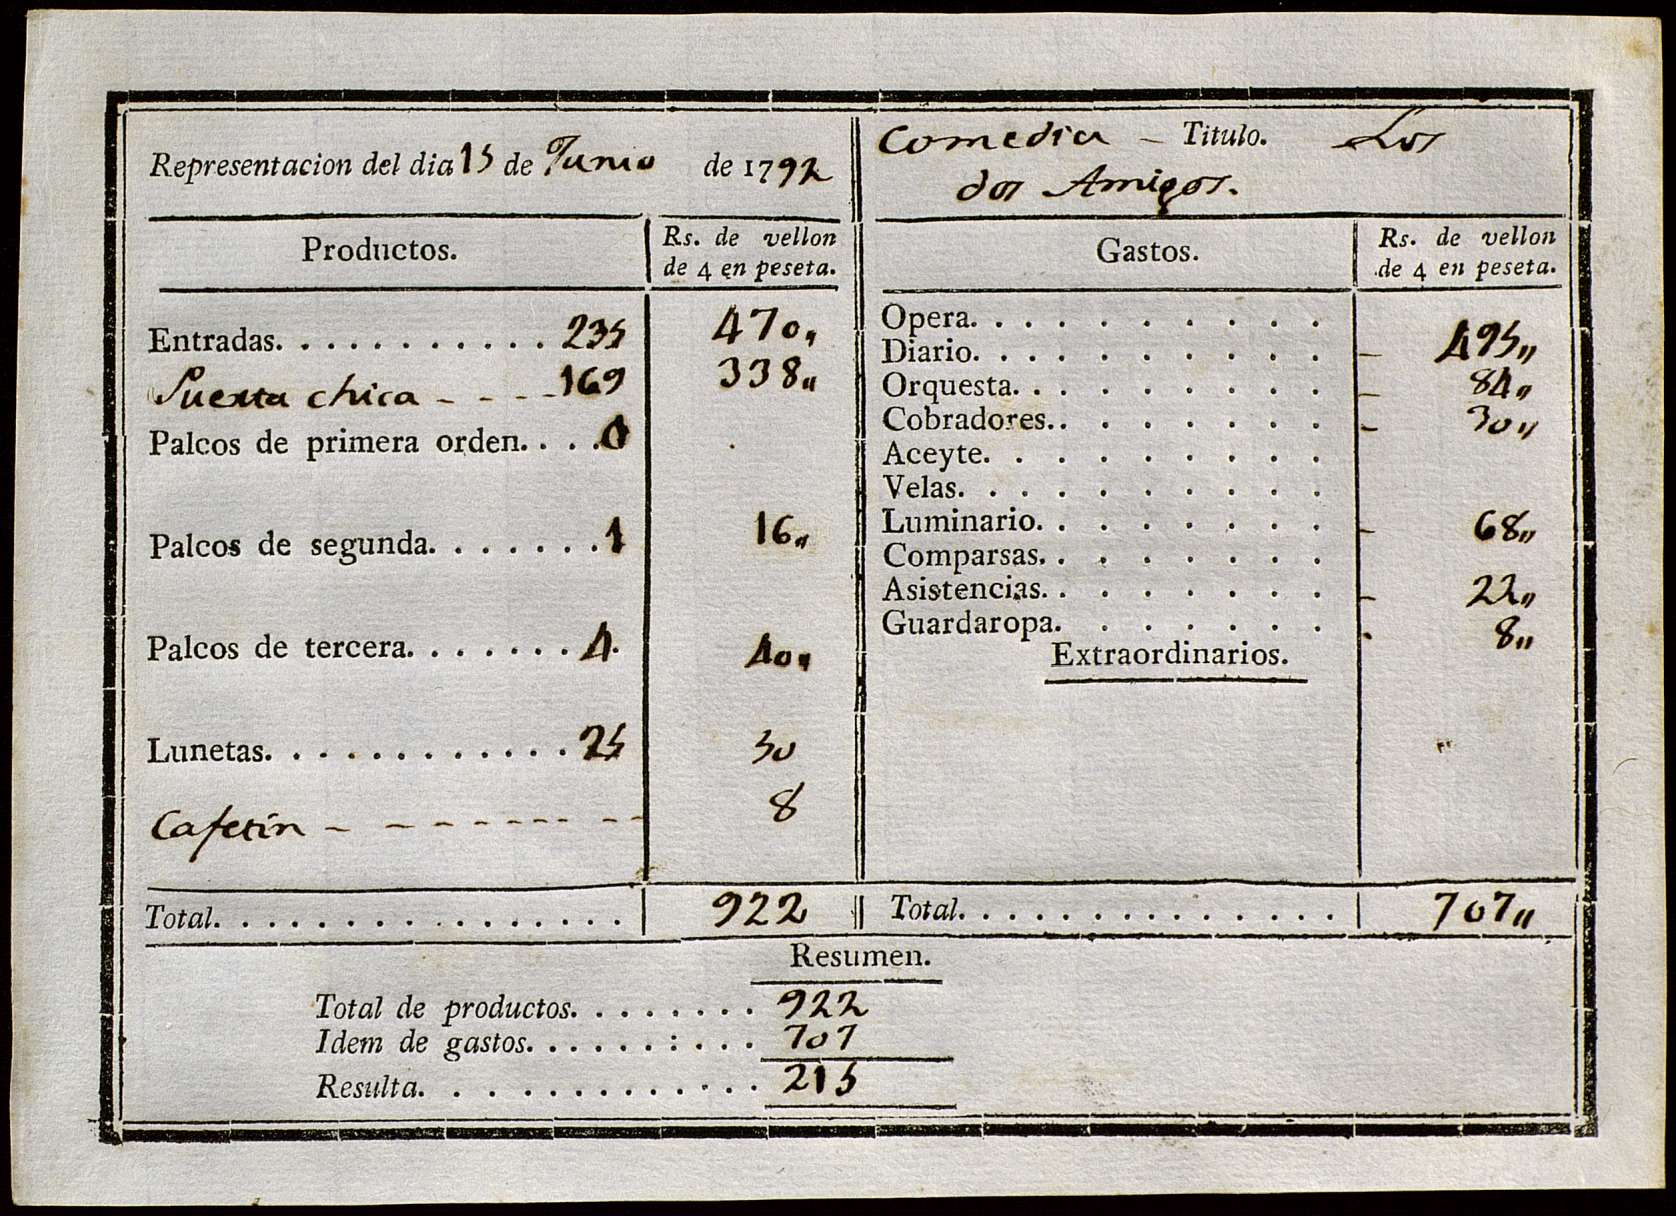 Representacion del dia 15 de Junio de 1792
Comedia – Titulo. Los
dos Amigos.
Productos.
Rs. de vellon
de 4 en peseta.
Gastos.
Rs. de vellon
de 4 en peseta.
Entradas. . . . . . . . . . . 235 470,,
Puerta chica - - - - 169 338,,
Palcos de primera orden. . . . 0
Palcos de segunda. . . . . . . 1 16,,
Palcos de tercera. . . . . . . 4. 40,,
Lunetas. . . . . . . . . . . . 25 50
Cafetin - - - - - - - - - 8
Total. . . . . . . . . . . . . . . . 922
Opera. . . . . . . . . .
Diario. . . . . . . . . . – 495,,
Orquesta. . . . . . . . . – 84,,
Cobradores. . . . . . . . – 30,,
Aceyte. . . . . . . . . .
Velas. . . . . . . . . . .
Luminario. . . . . . . . . – 68,,
Comparsas. . . . . . . . .
Asistencias. . . . . . . . – 22,,
Guardaropa. . . . . . . . - 8,,
Extraordinarios.
Total. . . . . . . . . . . . . . . 707,,
Resumen.
Total de productos. . . . . . . . 922
Idem de gastos. . . . . . : . . . 707
Resulta. . . . . . . . . . . . . 215